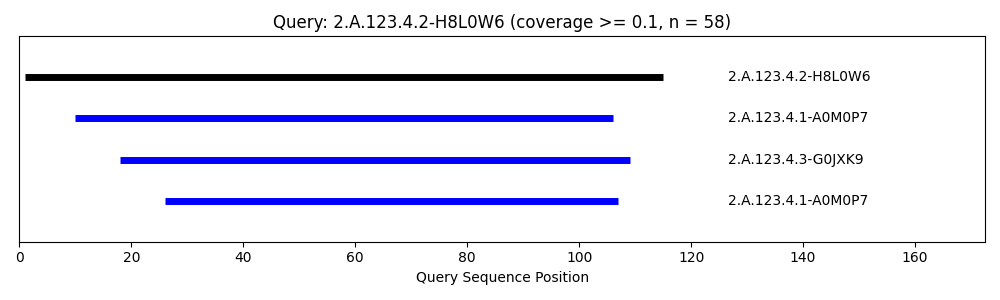 Query: 2.A.123.4.2-H8L0W6 (coverage >= 0.1, n = 58)
2.A.123.4.2-H8L0W6
2.A.123.4.1-A0M0P7
2.A.123.4.3-G0JXK9
2.A.123.4.1-A0M0P7
0 20 40 60 80 100 120 140 160
Query Sequence Position